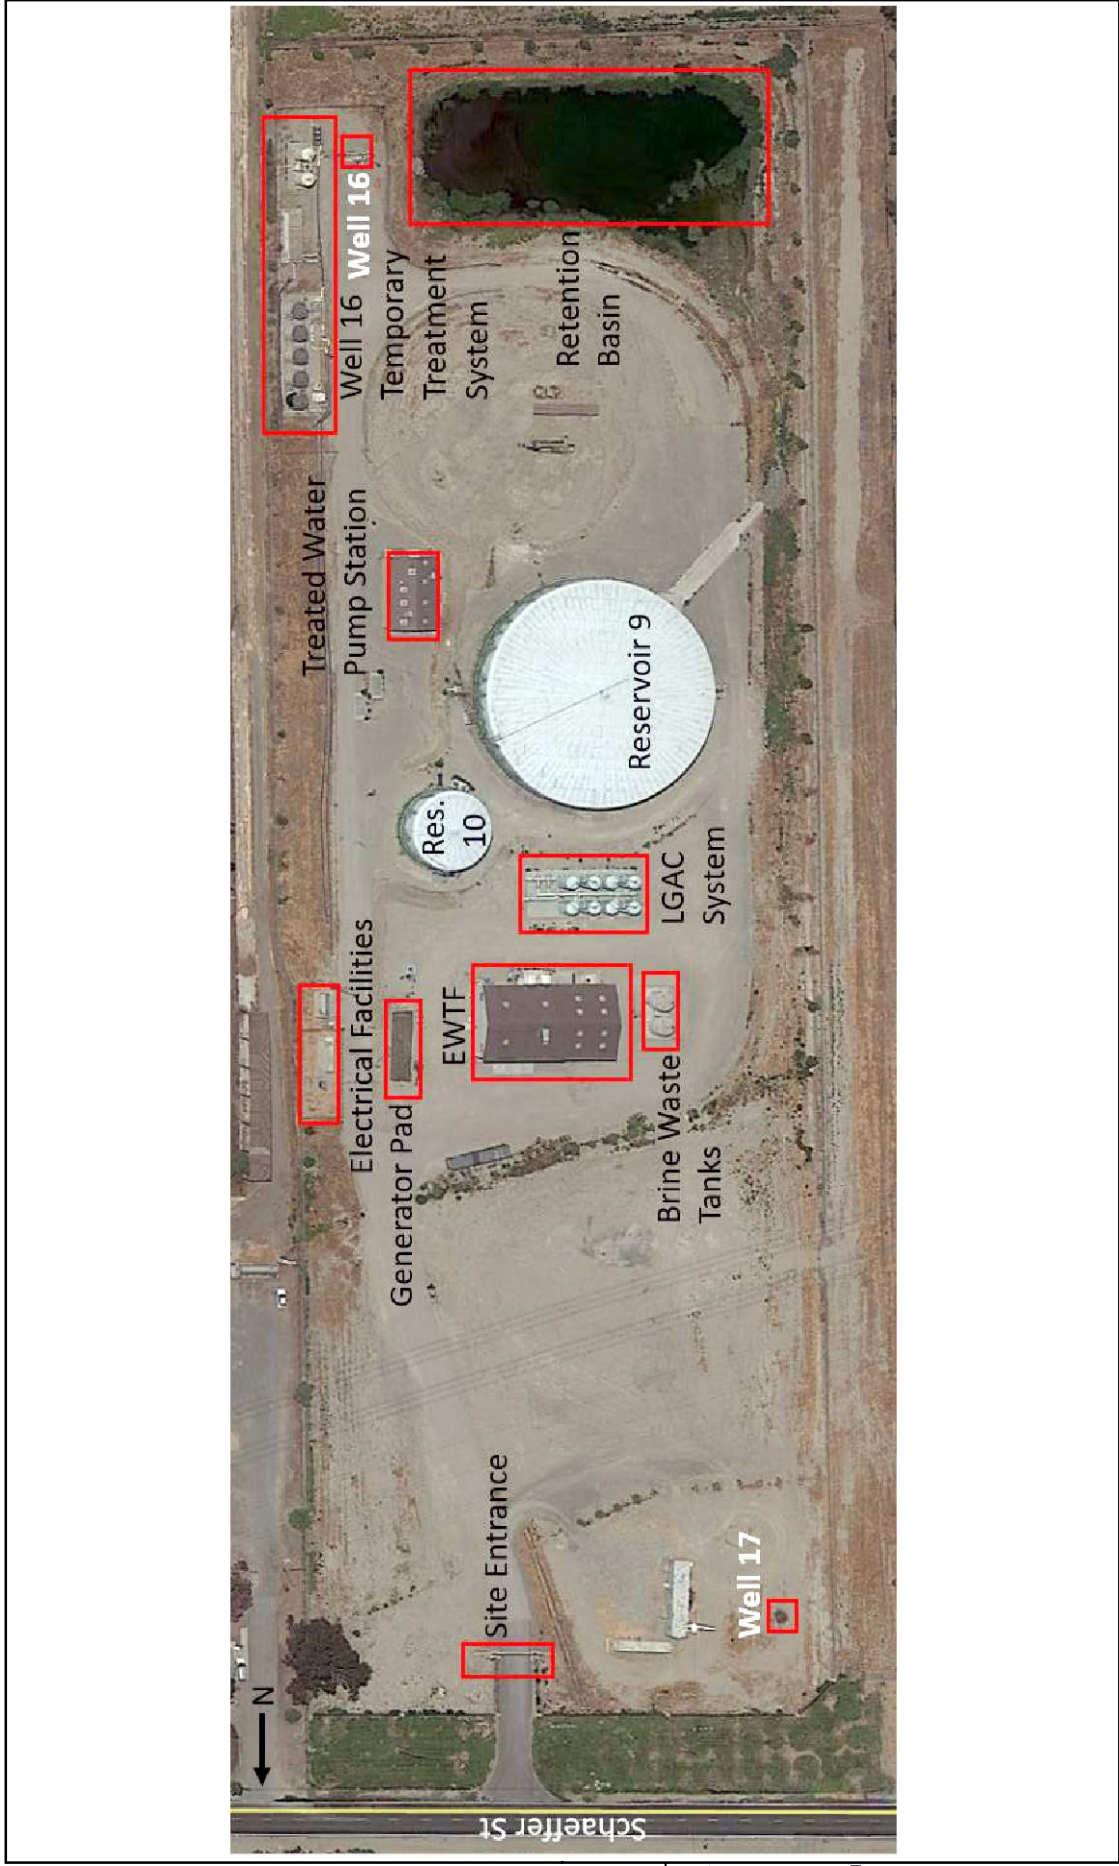 Well 16
Well 16
Temporary
Treatment
System
Retention
Basin
Treated Water
Pump Station
Reservoir 9
Res.
10
LGAC
System
Electrical Facilities
Generator Pad
EWTF
Brine Waste
Tanks
Site Entrance
Well 17
N
Schaeffer St